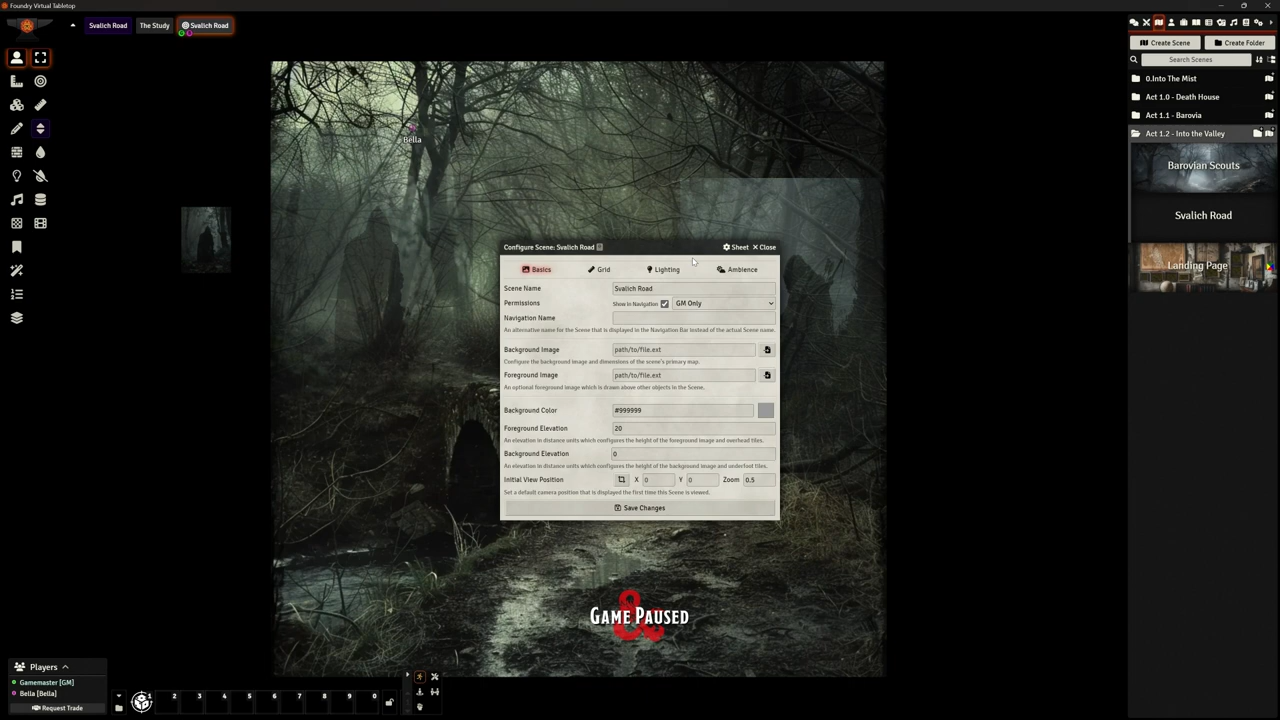 Foundry Virtual Tabletop
Svalich Road
The Study
Svalich Road
G
B
Create Scene
Create Folder
Search Scenes
0.Into The Mist
Act 1.0 - Death House
Act 1.1 - Barovia
Act 1.2 - Into the Valley
Barovian Scouts
Svalich Road
Landing Page
Bella
Configure Scene: Svalich Road
Sheet
Close
Basics
Grid
Lighting
Ambience
Scene Name
Svalich Road
Permissions
Show in Navigation
GM Only
Navigation Name
An alternative name for the Scene that is displayed in the Navigation Bar instead of the actual Scene name.
Background Image
path/to/file.ext
Configure the background image and dimensions of the scene's primary map.
Foreground Image
path/to/file.ext
An optional foreground image which is drawn above other objects in the Scene.
Background Color
#999999
Foreground Elevation
20
An elevation in distance units which configures the height of the foreground image and overhead tiles.
Background Elevation
0
An elevation in distance units which configures the height of the background image and underfoot tiles.
Initial View Position
X
0
Y
0
Zoom
0.5
Set a default camera position that is displayed the first time this Scene is viewed.
Save Changes
Game Paused
Players
Gamemaster [GM]
Bella [Bella]
Request Trade
1
2
3
4
5
6
7
8
9
0